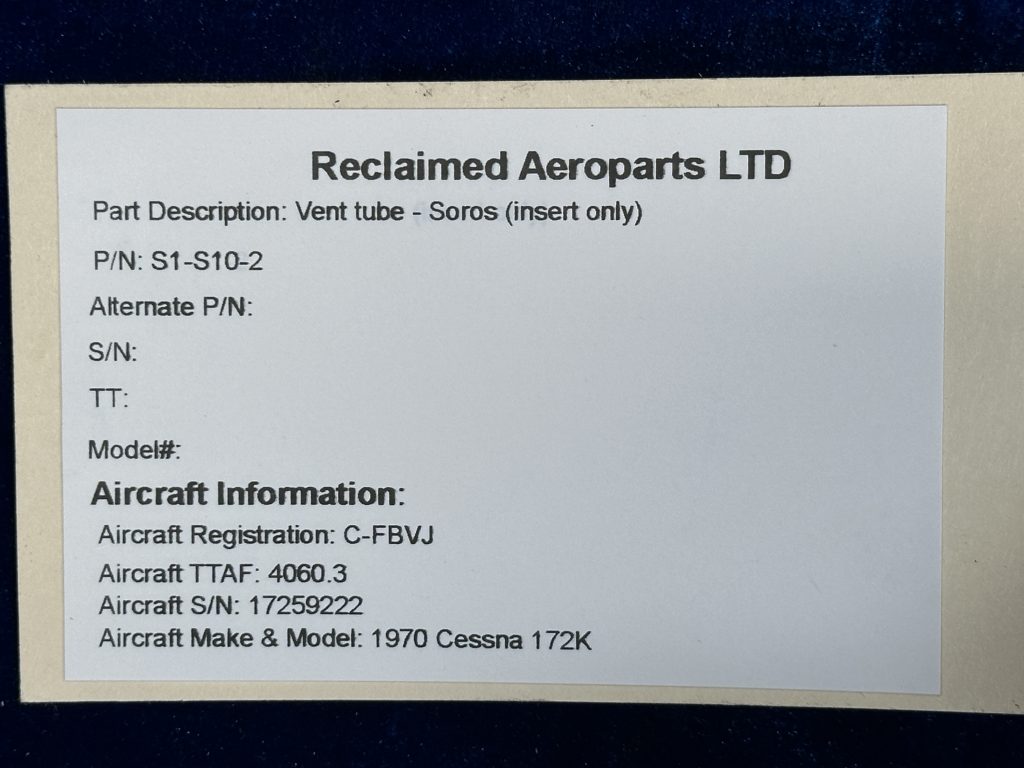 Reclaimed Aeroparts LTD
Part Description: Vent tube - Soros (insert only)
P/N: S1-S10-2
Alternate P/N:
S/N:
TT:
Model#:
Aircraft Information:
Aircraft Registration: C-FBVJ
Aircraft TTAF: 4060.3
Aircraft S/N: 17259222
Aircraft Make & Model: 1970 Cessna 172K